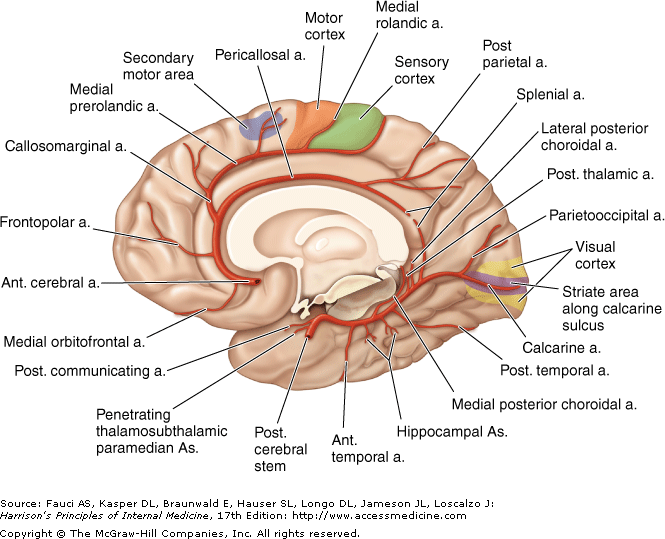 Motor
cortex
Medial
rolandic a.
Secondary
motor area
Pericallosal a.
Sensory
cortex
Post
parietal a.
Medial
prerolandic a.
Splenial a.
Callosomarginal a.
Lateral posterior
choroidal a.
Post. thalamic a.
Frontopolar a.
Parietooccipital a.
Visual
cortex
Ant. cerebral a.
Striate area
along calcarine
sulcus
Medial orbitofrontal a.
Calcarine a.
Post. communicating a.
Post. temporal a.
Penetrating
thalamosubthalamic
paramedian As.
Post.
cerebral
stem
Ant.
temporal a.
Hippocampal As.
Medial posterior choroidal a.
Source: Fauci AS, Kasper DL, Braunwald E, Hauser SL, Longo DL, Jameson JL, Loscalzo J:
Harrison's Principles of Internal Medicine, 17th Edition: http://www.accessmedicine.com
Copyright © The McGraw-Hill Companies, Inc. All rights reserved.